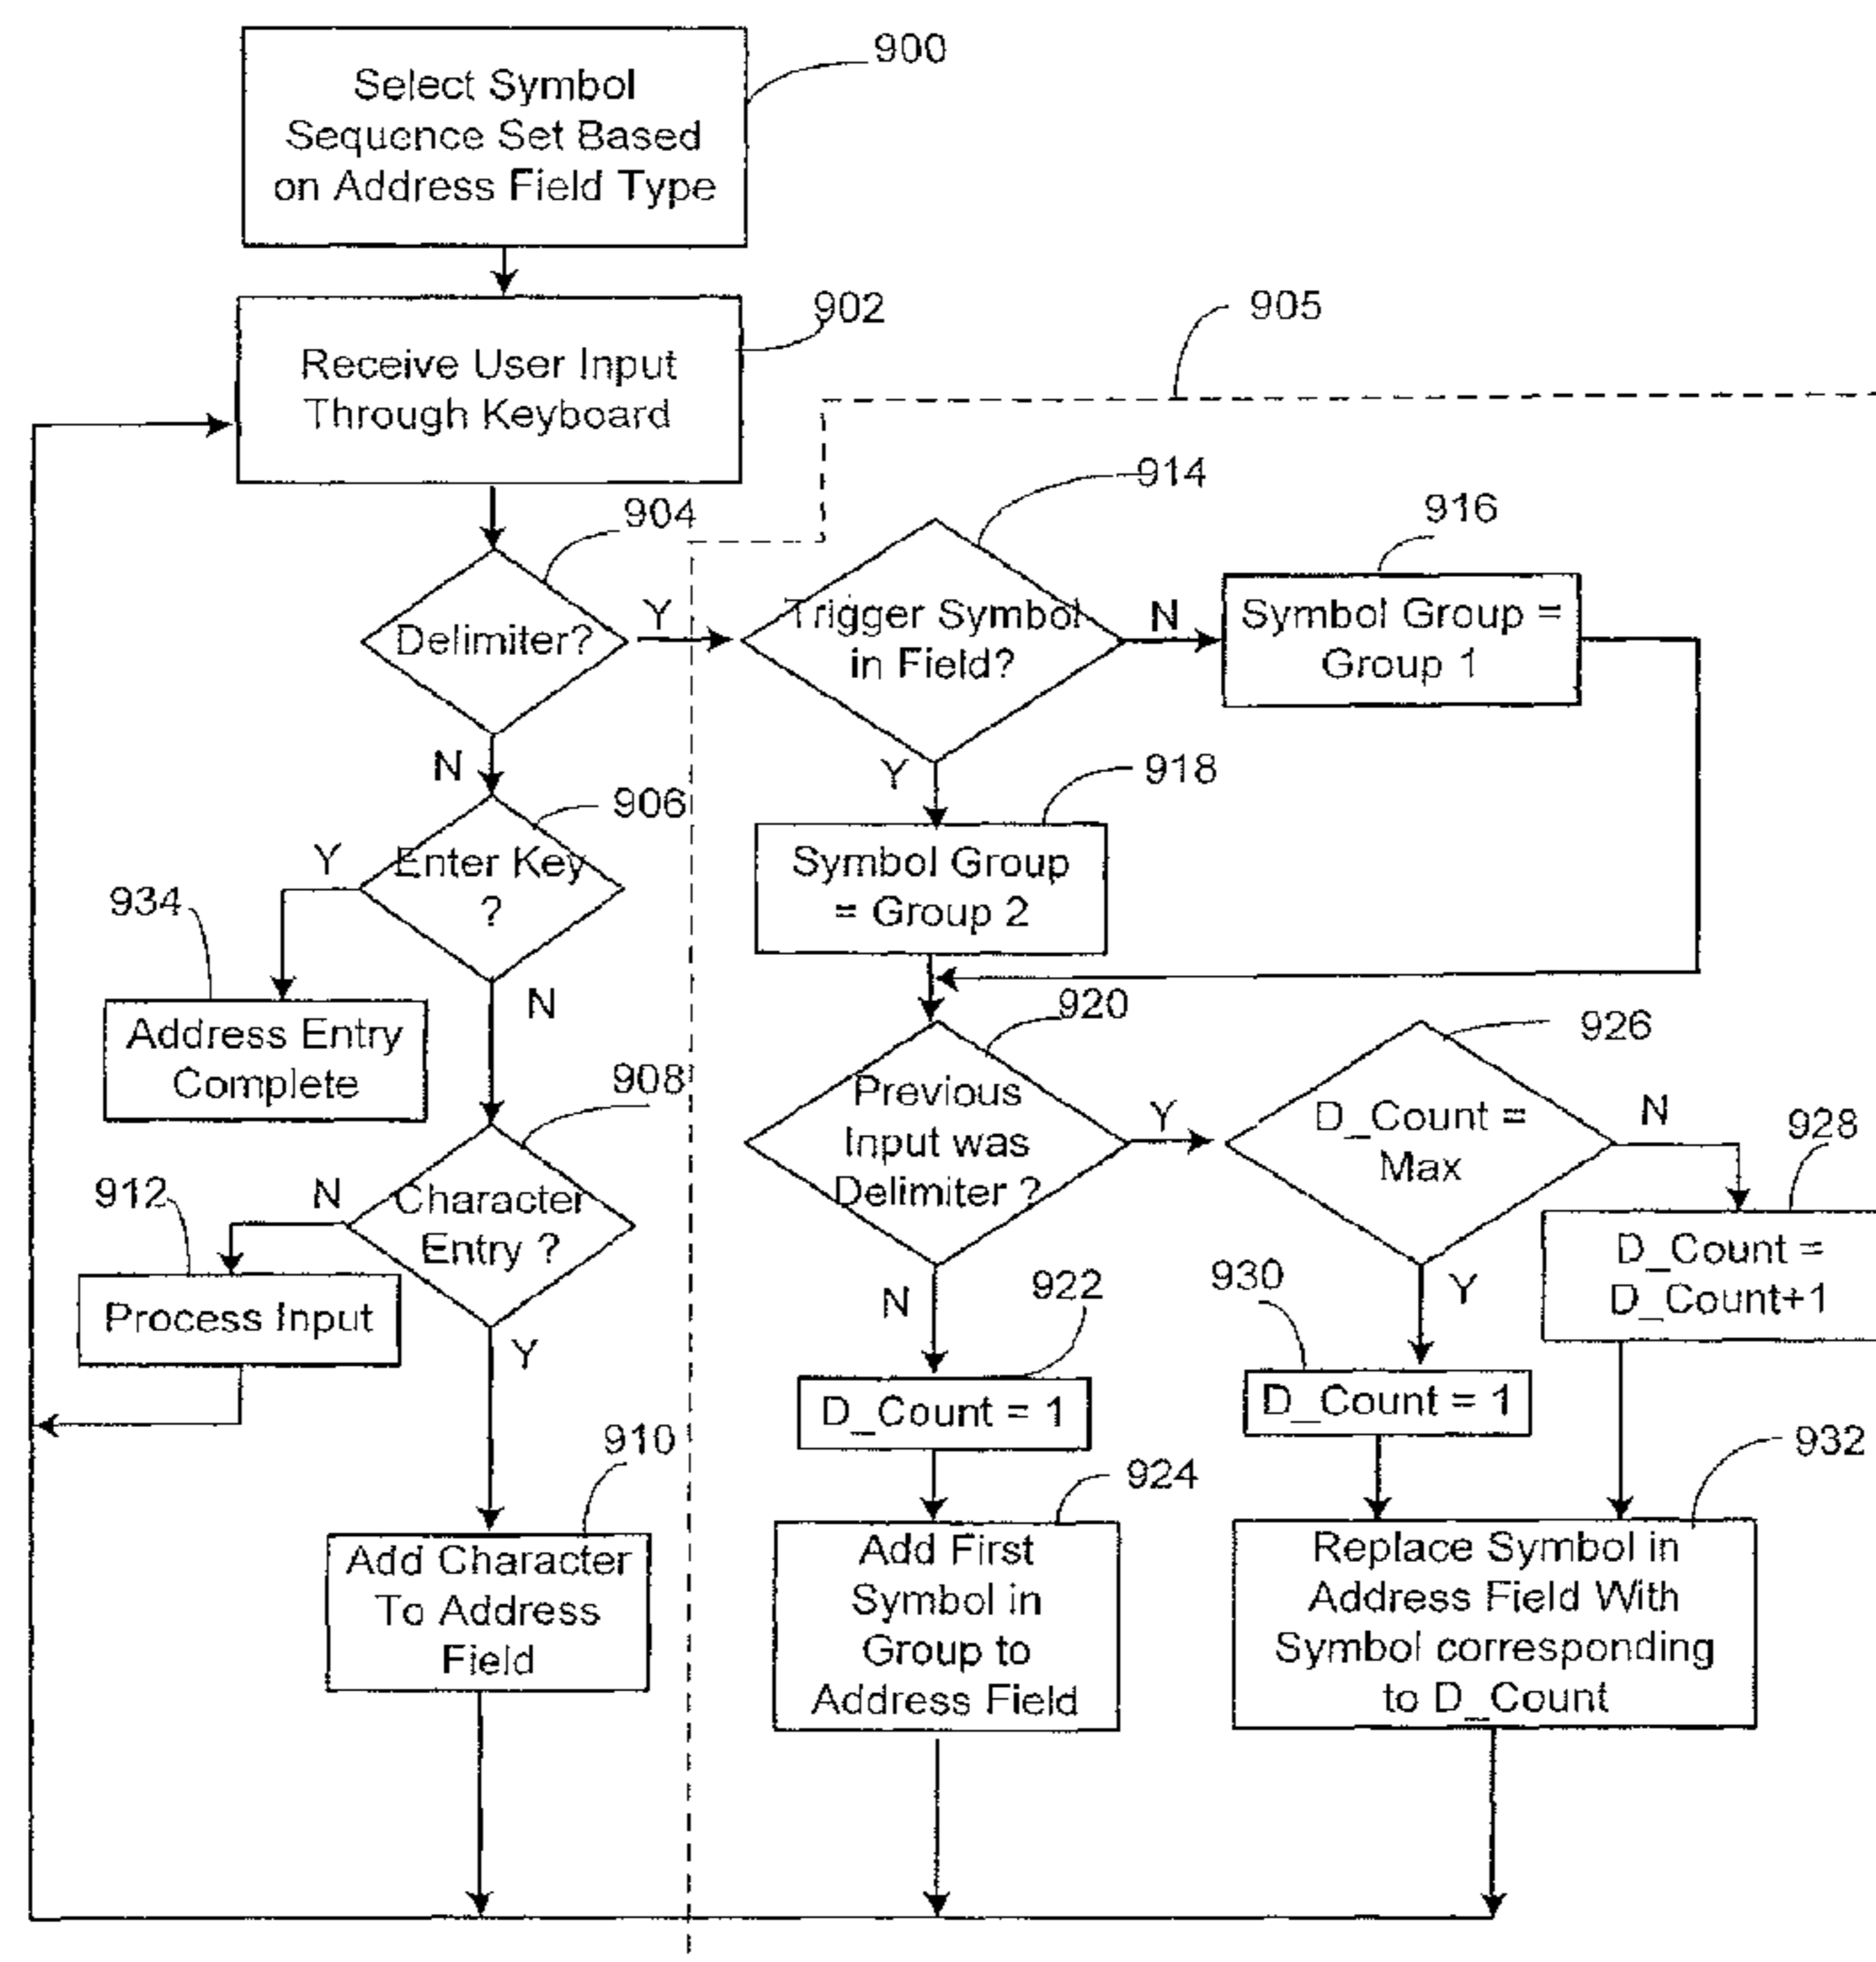 900
Select Symbol
Sequence Set Based
on Address Field Type
902
Receive User Input
Through Keyboard
905
904
Delimiter?
Y
N
914
Trigger Symbol
in Field?
N
Y
916
Symbol Group =
Group 1
918
Symbol Group
= Group 2
906
Enter Key
?
Y
N
934
Address Entry
Complete
908
Character
Entry ?
N
Y
912
Process Input
910
Add Character
To Address
Field
920
Previous
Input was
Delimiter ?
Y
N
926
D_Count =
Max
N
Y
928
D_Count =
D_Count+1
922
D_Count = 1
930
D_Count = 1
924
Add First
Symbol in
Group to
Address Field
932
Replace Symbol in
Address Field With
Symbol corresponding
to D_Count